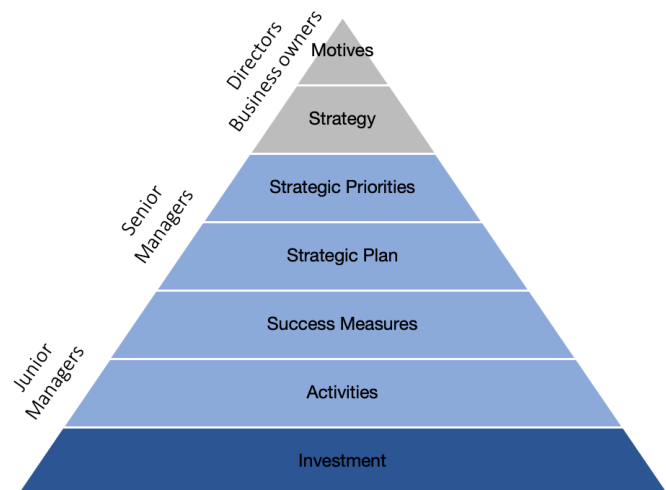 Directors
Business owners
Motives
Strategy
Senior
Managers
Strategic Priorities
Strategic Plan
Success Measures
Junior
Managers
Activities
Investment